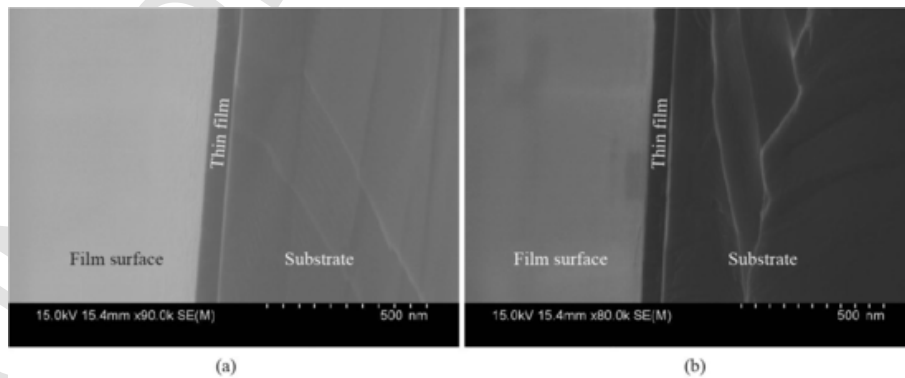 Thin film
Film surface
Substrate
15.0kV 15.4mm x90.0k SE(M)
500 nm
(a)
Thin film
Film surface
Substrate
15.0kV 15.4mm x80.0k SE(M)
500 nm
(b)